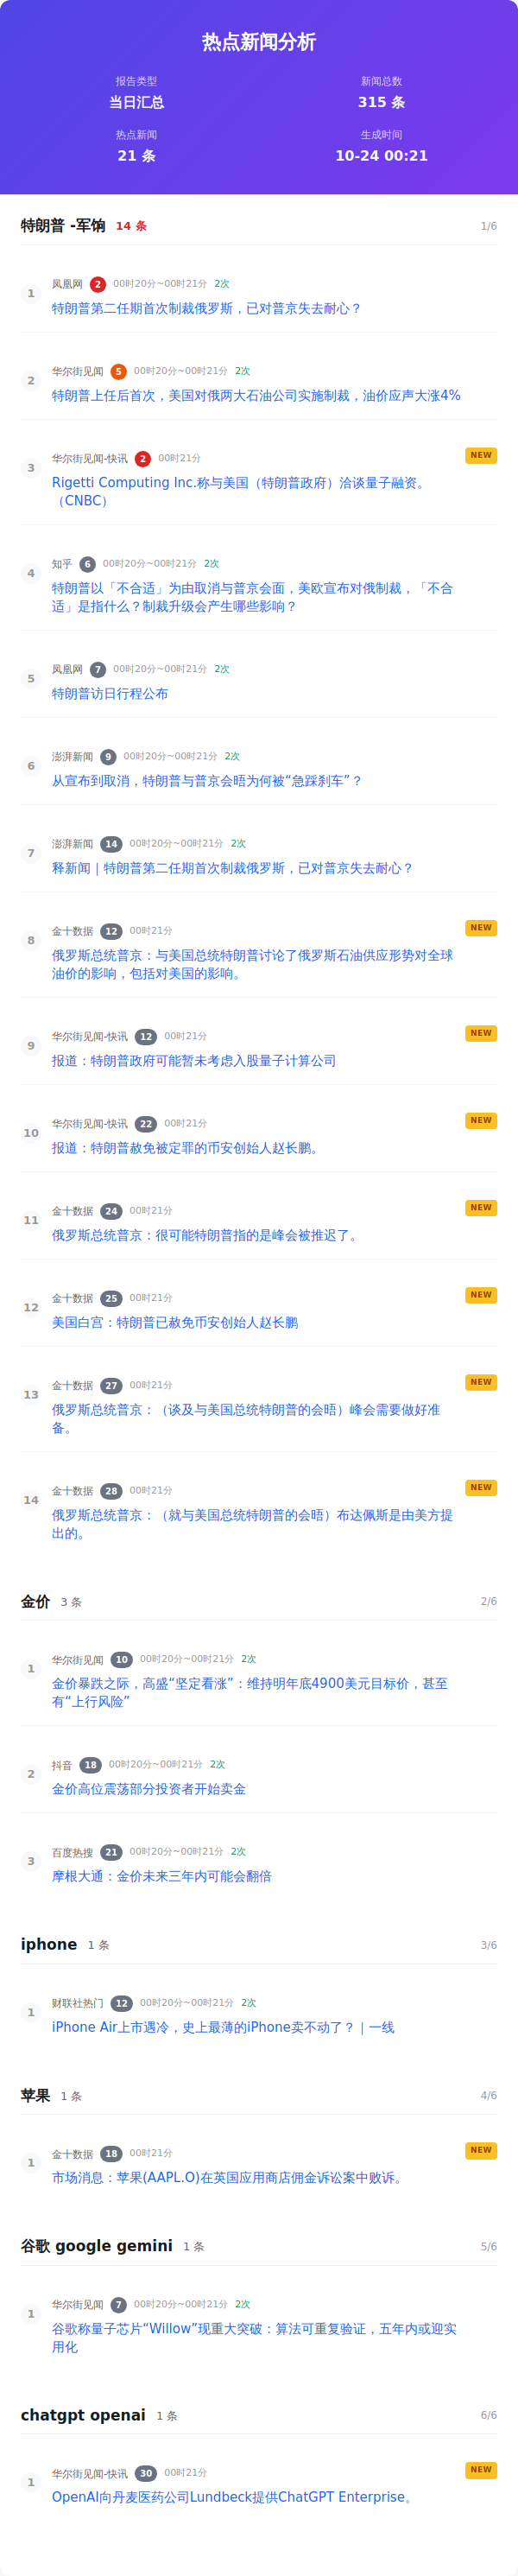 热点新闻分析
报告类型
当日汇总
新闻总数
315 条
热点新闻
21 条
生成时间
10-24 00:21
特朗普 -军饷 14 条 1/6
1 凤凰网 2 00时20分~00时21分 2次
特朗普第二任期首次制裁俄罗斯，已对普京失去耐心？
2 华尔街见闻 5 00时20分~00时21分 2次
特朗普上任后首次，美国对俄两大石油公司实施制裁，油价应声大涨4%
3 华尔街见闻-快讯 2 00时21分 NEW
Rigetti Computing Inc.称与美国（特朗普政府）洽谈量子融资。
（CNBC）
4 知乎 6 00时20分~00时21分 2次
特朗普以「不合适」为由取消与普京会面，美欧宣布对俄制裁，「不合
适」是指什么？制裁升级会产生哪些影响？
5 凤凰网 7 00时20分~00时21分 2次
特朗普访日行程公布
6 澎湃新闻 9 00时20分~00时21分 2次
从宣布到取消，特朗普与普京会晤为何被“急踩刹车”？
7 澎湃新闻 14 00时20分~00时21分 2次
释新闻｜特朗普第二任期首次制裁俄罗斯，已对普京失去耐心？
8 金十数据 12 00时21分 NEW
俄罗斯总统普京：与美国总统特朗普讨论了俄罗斯石油供应形势对全球
油价的影响，包括对美国的影响。
9 华尔街见闻-快讯 12 00时21分 NEW
报道：特朗普政府可能暂未考虑入股量子计算公司
10 华尔街见闻-快讯 22 00时21分 NEW
报道：特朗普赦免被定罪的币安创始人赵长鹏。
11 金十数据 24 00时21分 NEW
俄罗斯总统普京：很可能特朗普指的是峰会被推迟了。
12 金十数据 25 00时21分 NEW
美国白宫：特朗普已赦免币安创始人赵长鹏
13 金十数据 27 00时21分 NEW
俄罗斯总统普京：（谈及与美国总统特朗普的会晤）峰会需要做好准
备。
14 金十数据 28 00时21分 NEW
俄罗斯总统普京：（就与美国总统特朗普的会晤）布达佩斯是由美方提
出的。
金价 3 条 2/6
1 华尔街见闻 10 00时20分~00时21分 2次
金价暴跌之际，高盛“坚定看涨”：维持明年底4900美元目标价，甚至
有“上行风险”
2 抖音 18 00时20分~00时21分 2次
金价高位震荡部分投资者开始卖金
3 百度热搜 21 00时20分~00时21分 2次
摩根大通：金价未来三年内可能会翻倍
iphone 1 条 3/6
1 财联社热门 12 00时20分~00时21分 2次
iPhone Air上市遇冷，史上最薄的iPhone卖不动了？｜一线
苹果 1 条 4/6
1 金十数据 18 00时21分 NEW
市场消息：苹果(AAPL.O)在英国应用商店佣金诉讼案中败诉。
谷歌 google gemini 1 条 5/6
1 华尔街见闻 7 00时20分~00时21分 2次
谷歌称量子芯片“Willow”现重大突破：算法可重复验证，五年内或迎实
用化
chatgpt openai 1 条 6/6
1 华尔街见闻-快讯 30 00时21分 NEW
OpenAI向丹麦医药公司Lundbeck提供ChatGPT Enterprise。